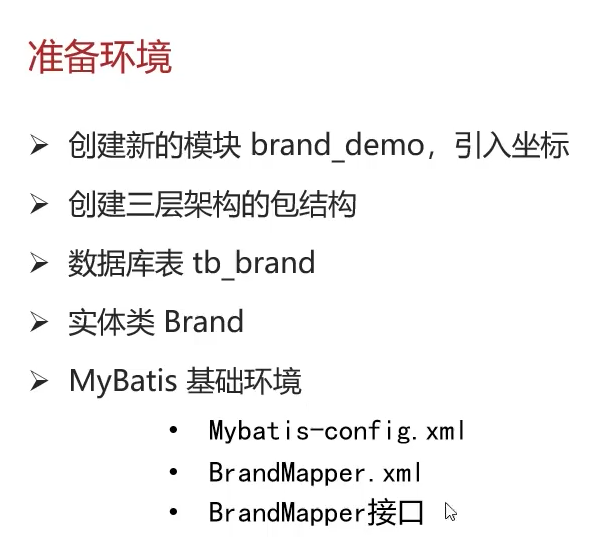 准备环境
创建新的模块 brand_demo，引入坐标
创建三层架构的包结构
数据库表 tb_brand
实体类 Brand
MyBatis 基础环境
Mybatis-config.xml
BrandMapper.xml
BrandMapper接口